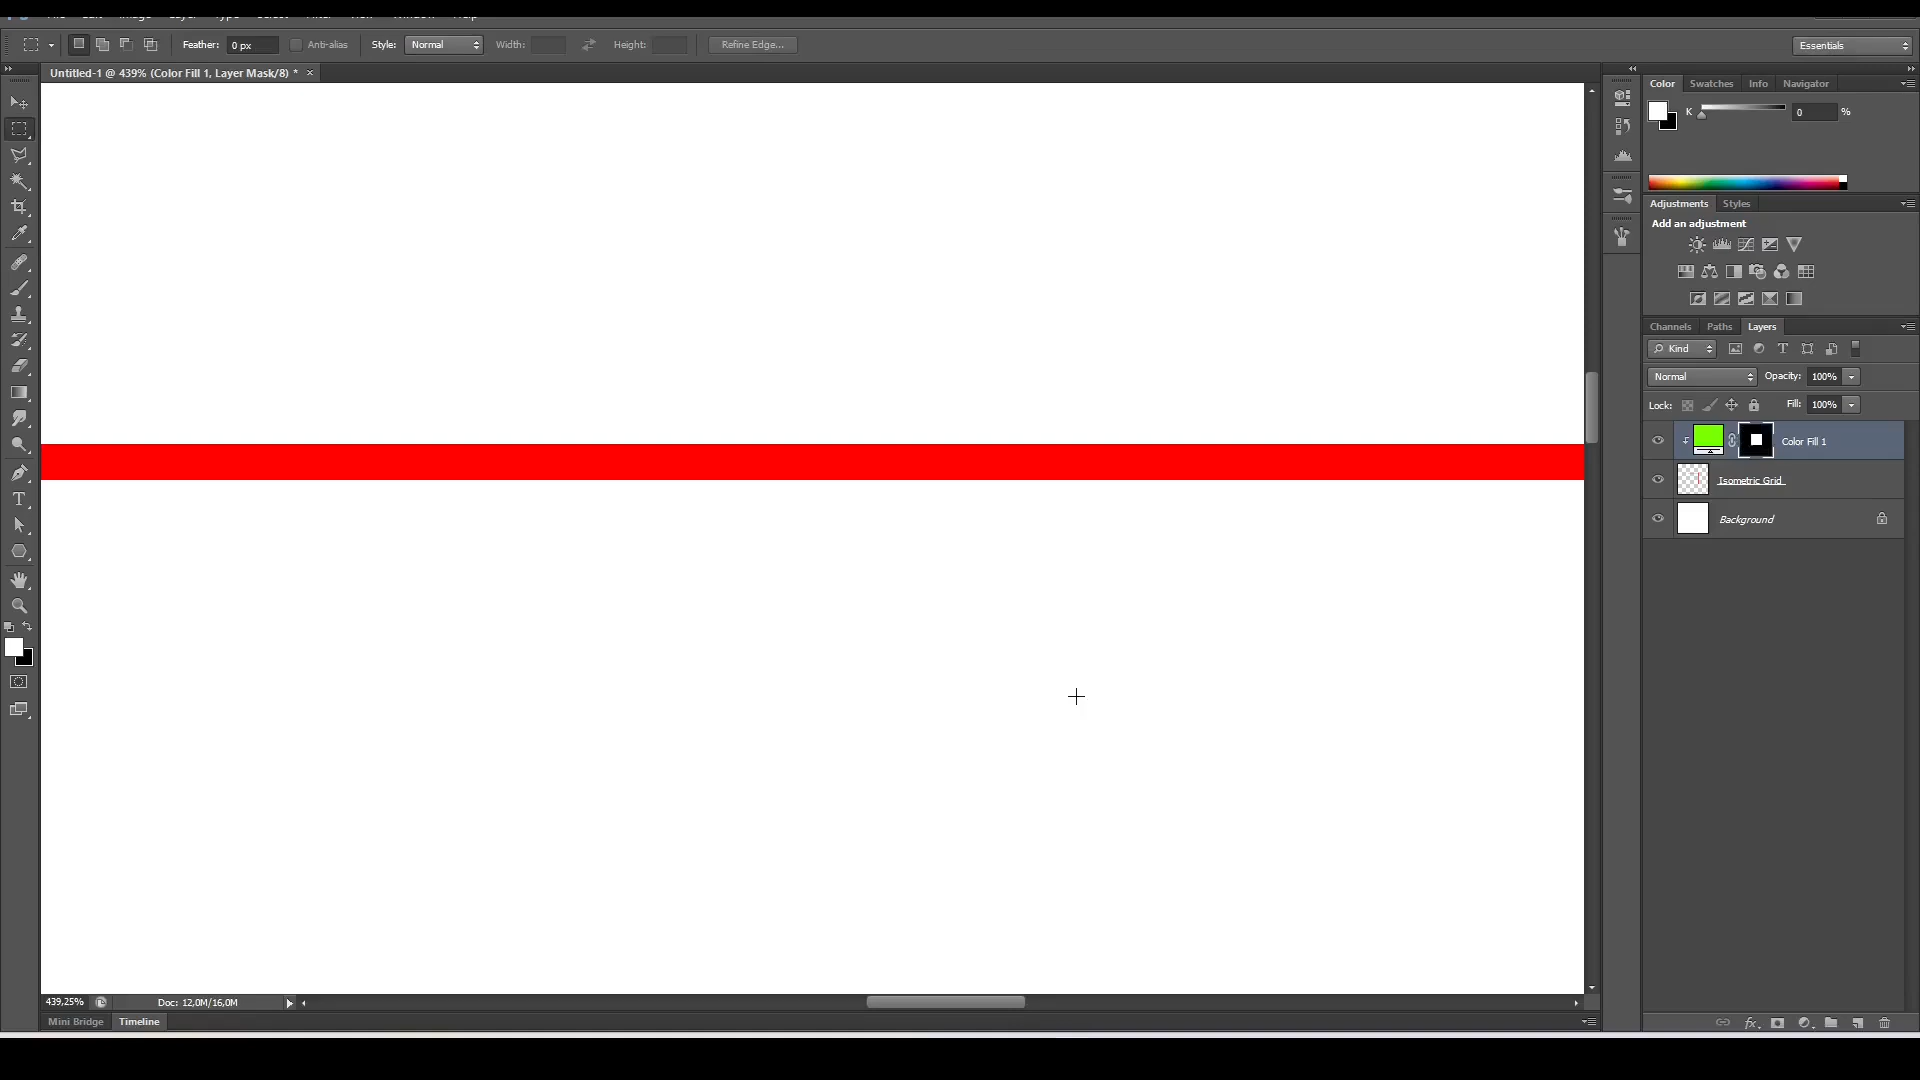 Feather: 0 px Anti-alias Style: Normal Width: Height: Refine Edge... Essentials
Untitled-1 @ 439% (Color Fill 1, Layer Mask/8) * ×
Color Swatches Info Navigator
K 0 %
Adjustments Styles
Add an adjustment
Channels Paths Layers
Kind
Normal Opacity: 100%
Lock: Fill: 100%
Color Fill 1
Isometric Grid
Background
439,25% Doc: 12,0M/16,0M
Mini Bridge Timeline